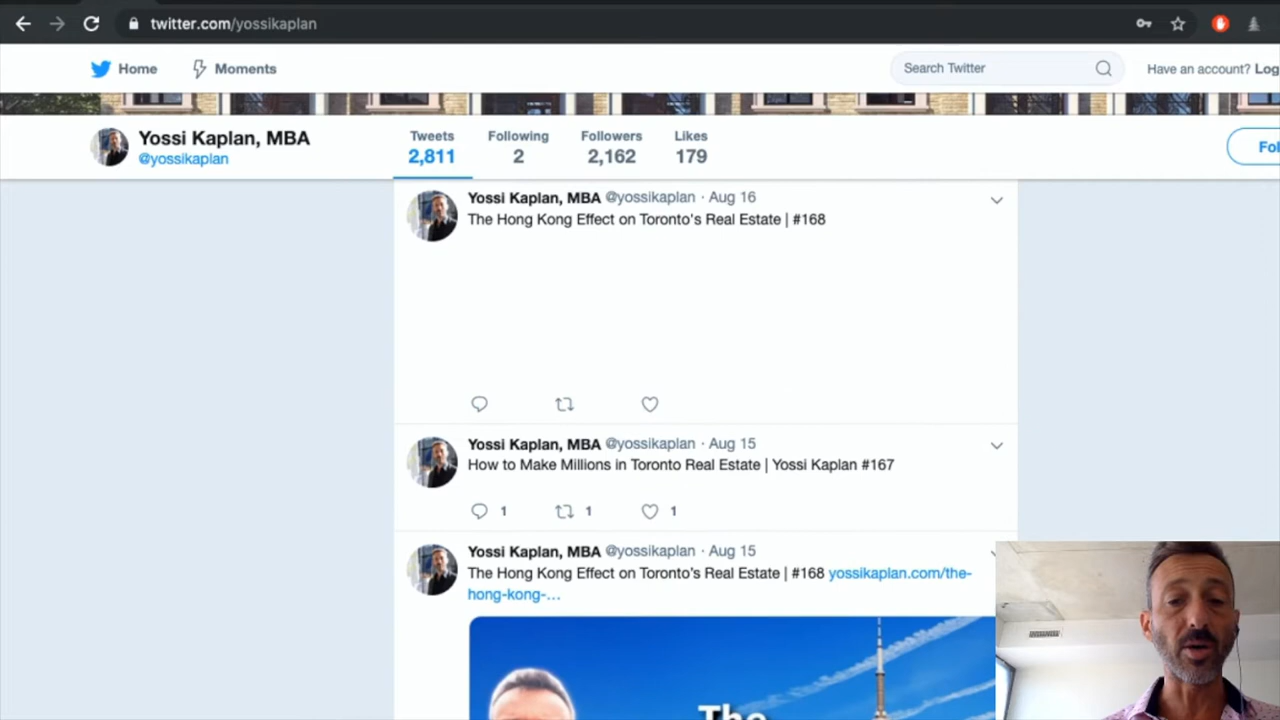 twitter.com/yossikaplan
Home Moments Search Twitter Have an account? Log
Yossi Kaplan, MBA
@yossikaplan
Tweets Following Followers Likes
2,811 2 2,162 179
Fol
Yossi Kaplan, MBA @yossikaplan · Aug 16
The Hong Kong Effect on Toronto's Real Estate | #168
Yossi Kaplan, MBA @yossikaplan · Aug 15
How to Make Millions in Toronto Real Estate | Yossi Kaplan #167
1 1 1
Yossi Kaplan, MBA @yossikaplan · Aug 15
The Hong Kong Effect on Toronto’s Real Estate | #168 yossikaplan.com/the-
hong-kong-…
The